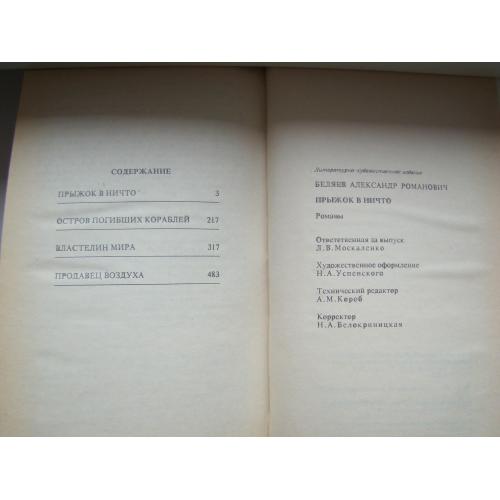 СОДЕРЖАНИЕ
ПРЫЖОК В НИЧТО 3
ОСТРОВ ПОГИБШИХ КОРАБЛЕЙ 217
ВЛАСТЕЛИН МИРА 317
ПРОДАВЕЦ ВОЗДУХА 483
Литературно-художественное издание
БЕЛЯЕВ АЛЕКСАНДР РОМАНОВИЧ
ПРЫЖОК В НИЧТО
Романы
Ответственная за выпуск
Л.В.Москаленко
Художественное оформление
Н.А.Успенского
Технический редактор
А.М.Короб
Корректор
Н.А.Белокриницкая